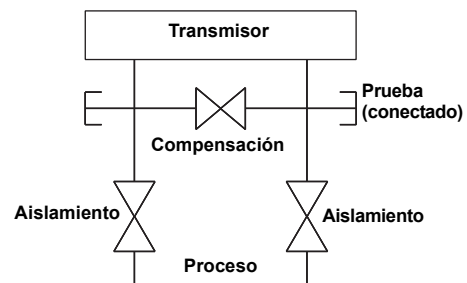 Transmisor
Prueba
(conectado)
Compensación
Aislamiento
Aislamiento
Proceso